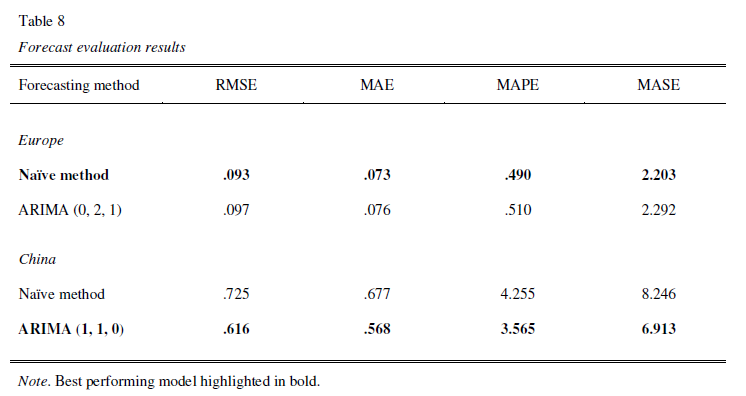 Table 8
Forecast evaluation results
Forecasting method RMSE MAE MAPE MASE
Europe
Naïve method .093 .073 .490 2.203
ARIMA (0, 2, 1) .097 .076 .510 2.292
China
Naïve method .725 .677 4.255 8.246
ARIMA (1, 1, 0) .616 .568 3.565 6.913
Note. Best performing model highlighted in bold.